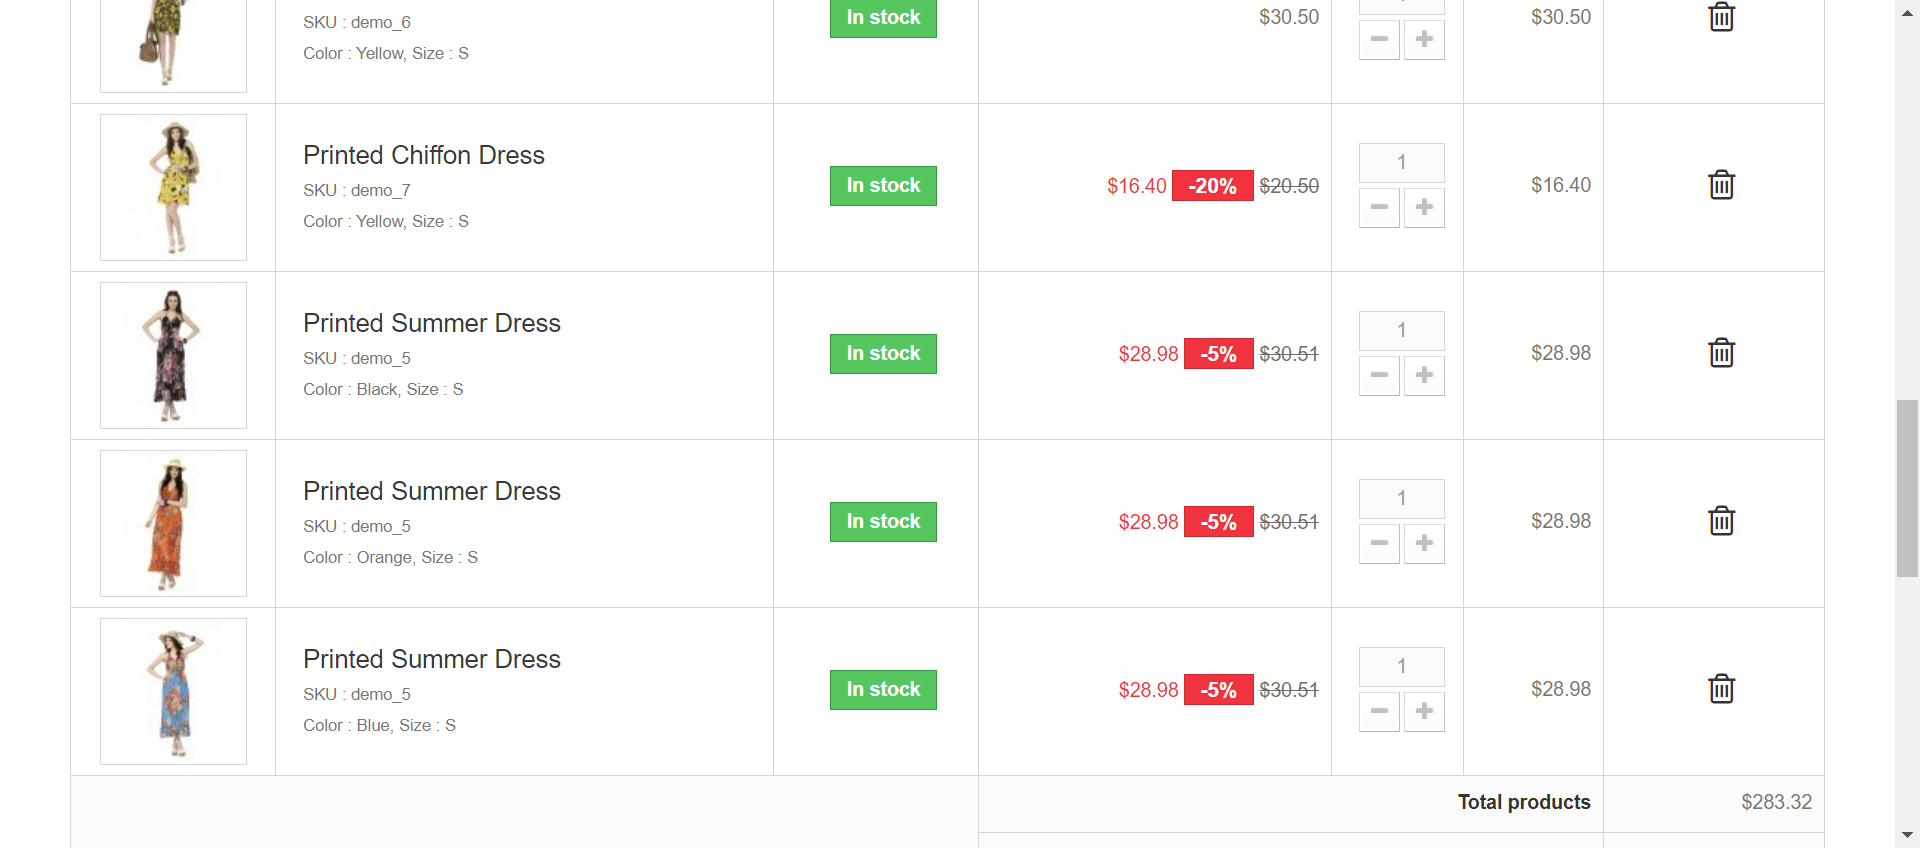 SKU : demo_6
Color : Yellow, Size : S
In stock
$30.50
$30.50
Printed Chiffon Dress
SKU : demo_7
Color : Yellow, Size : S
In stock
$16.40 -20% $20.50
1
$16.40
Printed Summer Dress
SKU : demo_5
Color : Black, Size : S
In stock
$28.98 -5% $30.51
1
$28.98
Printed Summer Dress
SKU : demo_5
Color : Orange, Size : S
In stock
$28.98 -5% $30.51
1
$28.98
Printed Summer Dress
SKU : demo_5
Color : Blue, Size : S
In stock
$28.98 -5% $30.51
1
$28.98
Total products $283.32